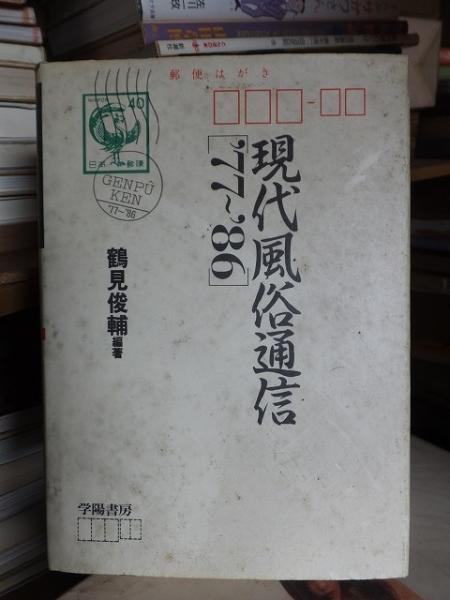 郵便はがき
40
日本郵便
GENPŪ
KEN
'77~'86
現代風俗通信
['77~'86]
鶴見俊輔 編著
学陽書房